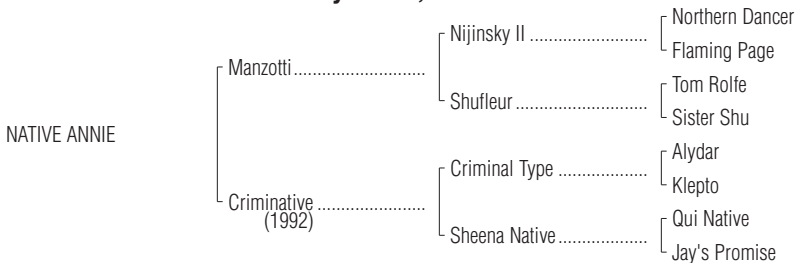 Northern Dancer
Nijinsky II
Flaming Page
Manzotti
Tom Rolfe
Shufleur
Sister Shu
NATIVE ANNIE
Alydar
Criminal Type
Klepto
Criminative
(1992)
Qui Native
Sheena Native
Jay's Promise